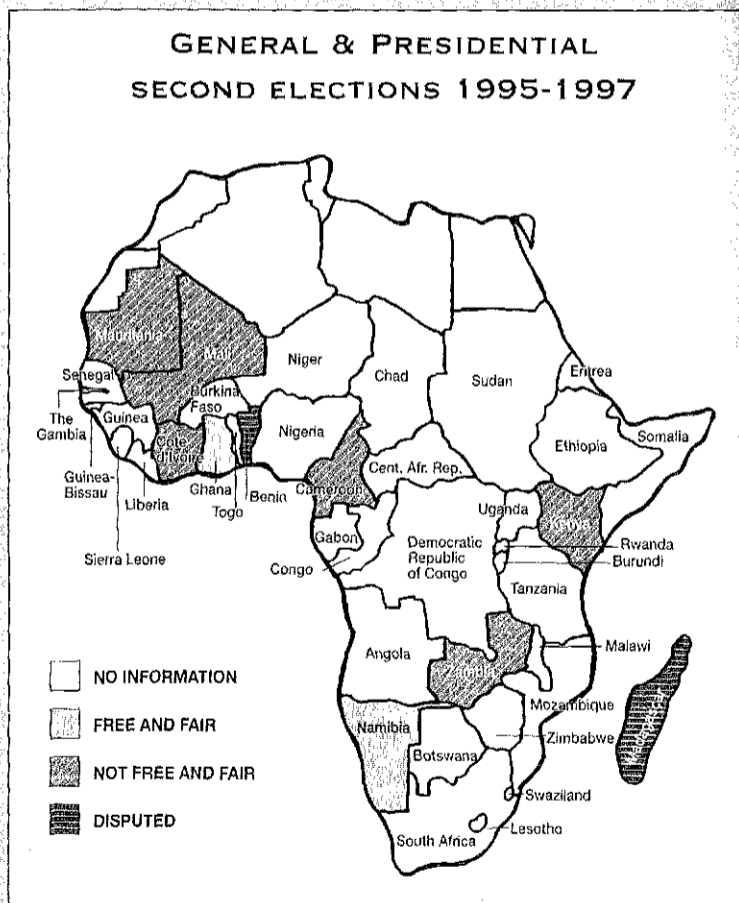 GENERAL & PRESIDENTIAL
SECOND ELECTIONS 1995-1997
Mauritania
Mali
Niger
Chad
Sudan
Eritrea
Senegal
The
Gambia
Guinea
Burkina
Faso
Nigeria
Ethiopia
Somalia
Cote
d'Ivoire
Guinea-
Bissau
Liberia
Ghana
Togo
Benin
Cameroon
Cent. Afr. Rep.
Sierra Leone
Gabon
Congo
Democratic
Republic
of Congo
Uganda
Kenya
Rwanda
Burundi
Tanzania
Angola
Zambia
Malawi
Mozambique
Zimbabwe
Namibia
Botswana
Madagascar
Swaziland
Lesotho
South Africa
NO INFORMATION
FREE AND FAIR
NOT FREE AND FAIR
DISPUTED